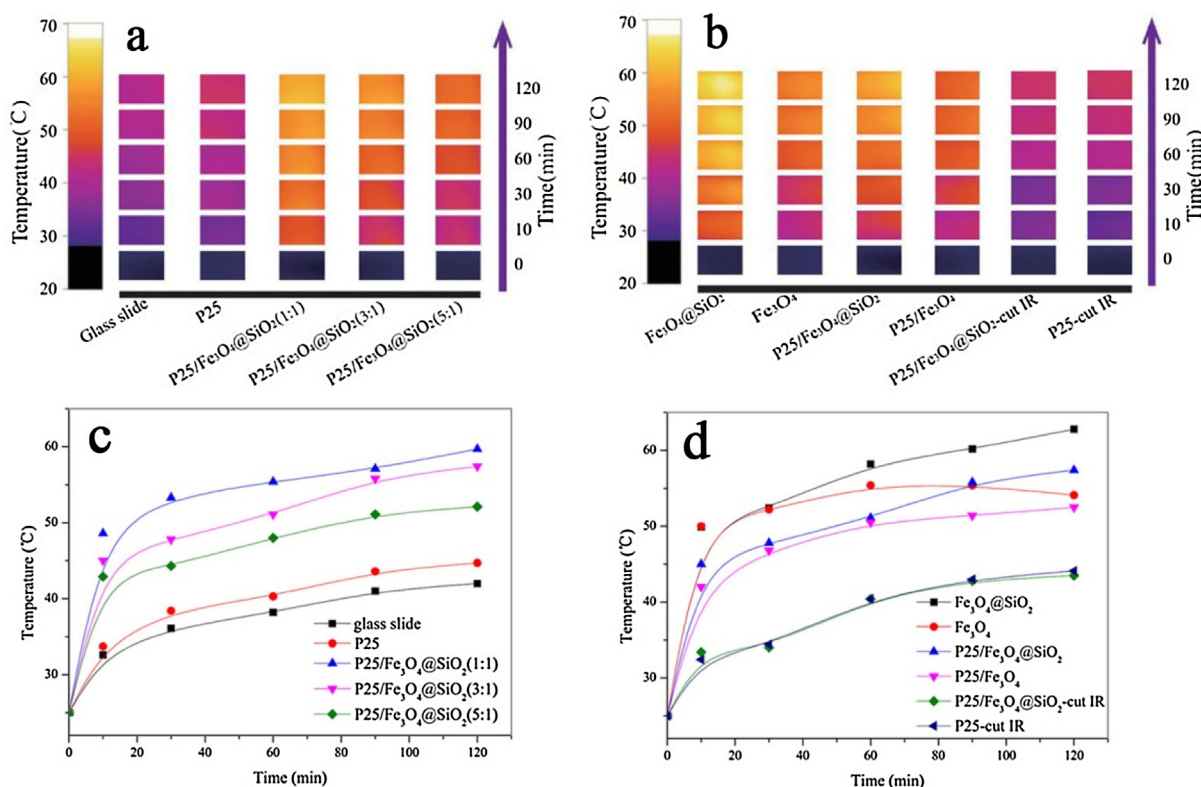 a
70
60
50
40
30
20
Temperature(℃)
120
90
60
30
10
0
Time(min)
Glass slide
P25
P25/Fe₃O₄@SiO₂(1:1)
P25/Fe₃O₄@SiO₂(3:1)
P25/Fe₃O₄@SiO₂(5:1)
b
70
60
50
40
30
20
Temperature(℃)
120
90
60
30
10
0
Time(min)
Fe₃O₄@SiO₂
Fe₃O₄
P25/Fe₃O₄@SiO₂
P25/Fe₃O₄
P25/Fe₃O₄@SiO₂-cut IR
P25-cut IR
c
60
50
40
30
Temperature (℃)
glass slide
P25
P25/Fe₃O₄@SiO₂(1:1)
P25/Fe₃O₄@SiO₂(3:1)
P25/Fe₃O₄@SiO₂(5:1)
0 20 40 60 80 100 120
Time (min)
d
60
50
40
30
Temperature (℃)
Fe₃O₄@SiO₂
Fe₃O₄
P25/Fe₃O₄@SiO₂
P25/Fe₃O₄
P25/Fe₃O₄@SiO₂-cut IR
P25-cut IR
0 20 40 60 80 100 120
Time (min)